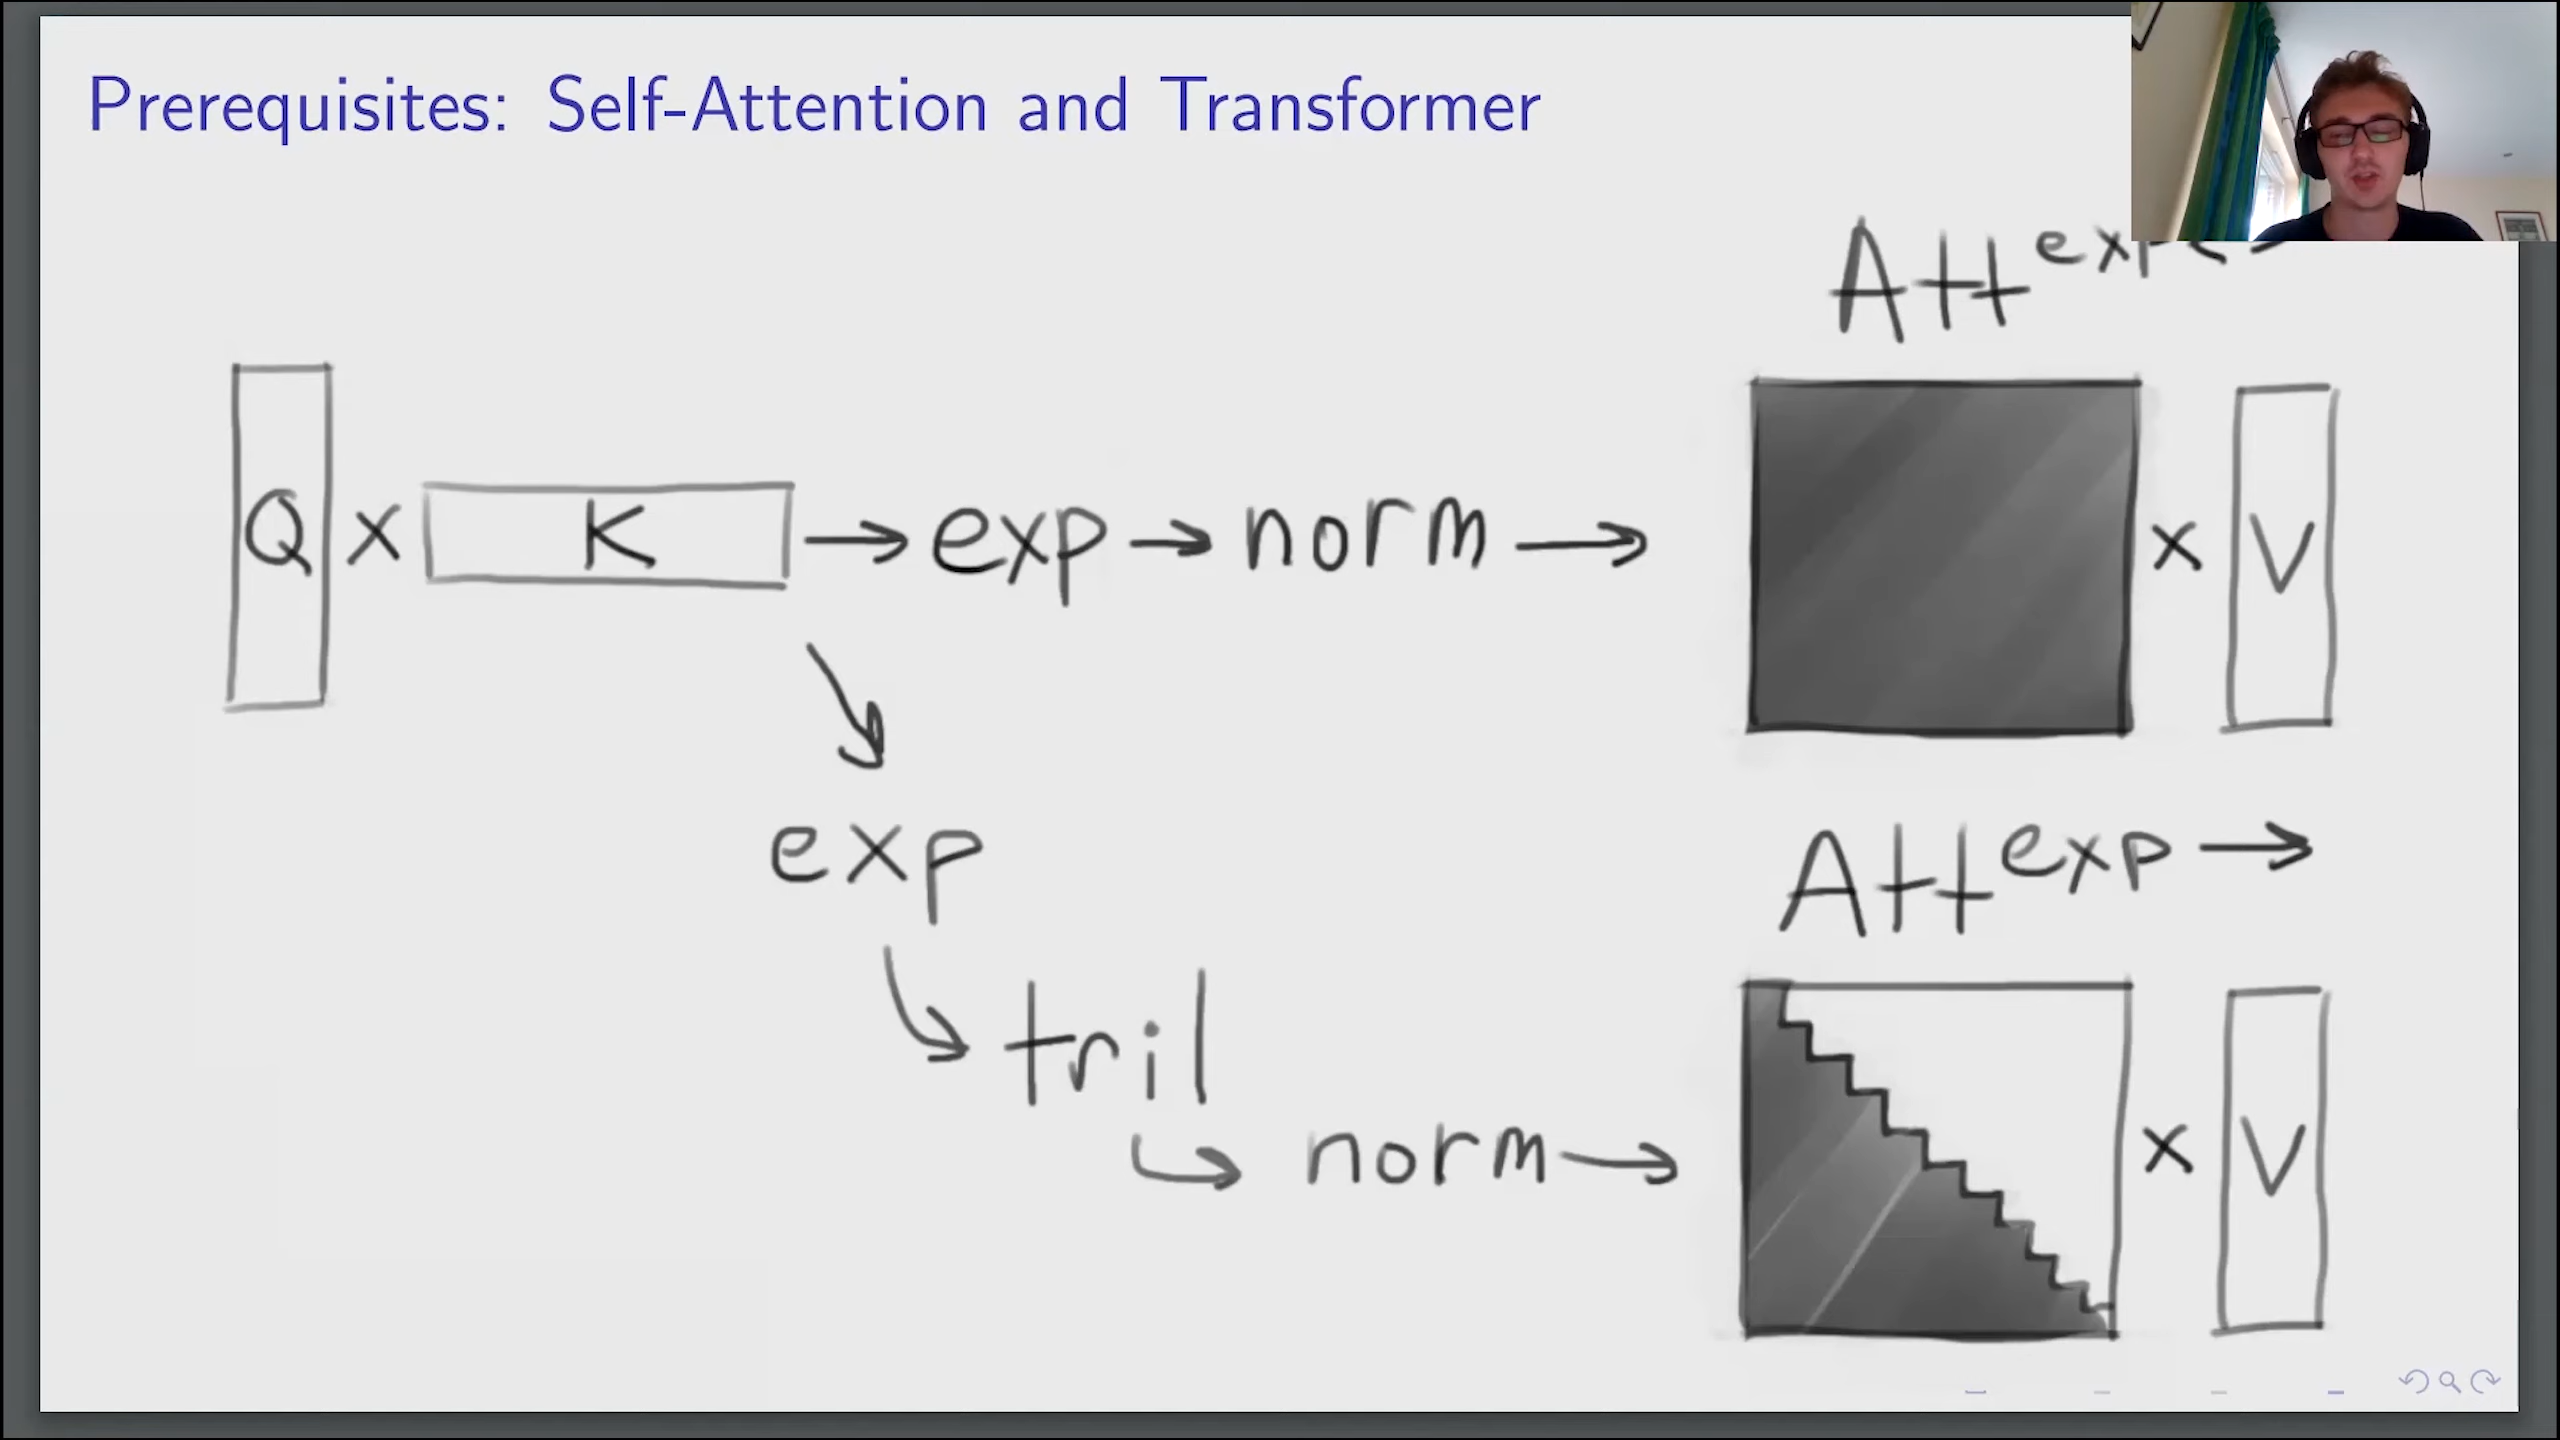 Prerequisites: Self-Attention and Transformer
Att
Q × K → exp → norm → × V
exp
Att exp →
tril
norm → × V